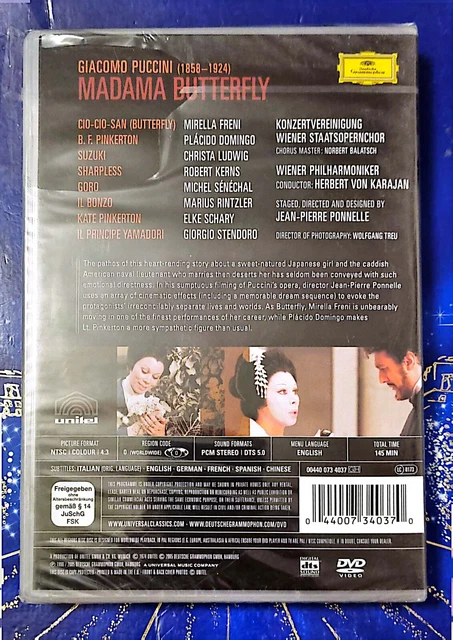 GIACOMO PUCCINI (1858–1924)
MADAMA BUTTERFLY
Deutsche Grammophon
CIO-CIO-SAN (BUTTERFLY) MIRELLA FRENI
B. F. PINKERTON PLÁCIDO DOMINGO
SUZUKI CHRISTA LUDWIG
SHARPLESS ROBERT KERNS
GORO MICHEL SÉNÉCHAL
IL BONZO MARIUS RINTZLER
KATE PINKERTON ELKE SCHARY
IL PRINCIPE YAMADORI GIORGIO STENDORO
KONZERTVEREINIGUNG
WIENER STAATSOPERNCHOR
CHORUS MASTER: NORBERT BALATSCH
WIENER PHILHARMONIKER
CONDUCTOR: HERBERT VON KARAJAN
STAGED, DIRECTED AND DESIGNED BY
JEAN-PIERRE PONNELLE
DIRECTOR OF PHOTOGRAPHY: WOLFGANG TREU
The pathos of this heart-rending story about a sweet-natured Japanese girl and the caddish
American naval lieutenant who marries then deserts her has seldom been conveyed with such
emotional directness. In his sumptuous filming of Puccini's opera, director Jean-Pierre Ponnelle
uses an array of cinematic effects (including a memorable dream sequence) to evoke the
protagonists' irreconcilably separate lives and worlds. As Butterfly, Mirella Freni is unbearably
moving in one of the finest performances of her career, while Plácido Domingo makes
Lt. Pinkerton a more sympathetic figure than usual.
unitel
PICTURE FORMAT
NTSC | COLOUR | 4:3
REGION CODE
0 (WORLDWIDE)
SOUND FORMATS
PCM STEREO | DTS 5.0
MENU LANGUAGE
ENGLISH
TOTAL TIME
145 MIN
SUBTITLES: ITALIAN (ORIG. LANGUAGE) · ENGLISH · GERMAN · FRENCH · SPANISH · CHINESE
00440 073 4037
LC 0173
Freigegeben
ohne
Altersbeschränkung
gemäß § 14
JuSchG
FSK
WWW.UNIVERSALCLASSICS.COM · WWW.DEUTSCHEGRAMMOPHON.COM/DVD
0 44007 34037 0
A UNIVERSAL MUSIC COMPANY
dts
SOUND
DVD
VIDEO